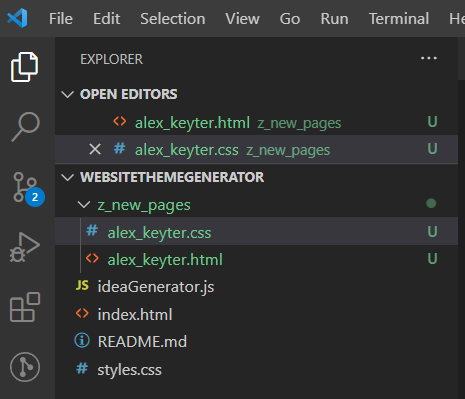 File Edit Selection View Go Run Terminal He
EXPLORER ...
OPEN EDITORS
<> alex_keyter.html z_new_pages U
# alex_keyter.css z_new_pages U
WEBSITETHEMEGENERATOR
z_new_pages
# alex_keyter.css U
2
<> alex_keyter.html U
JS ideaGenerator.js
<> index.html
README.md
# styles.css